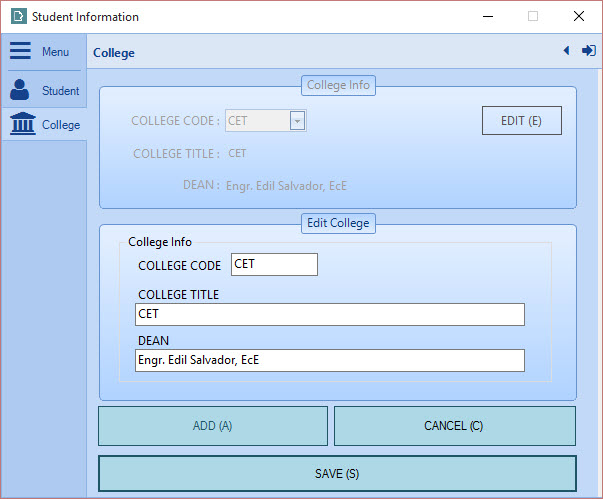 Student Information
Menu
College
Student
College
College Info
COLLEGE CODE : CET
EDIT (E)
COLLEGE TITLE : CET
DEAN : Engr. Edil Salvador, EcE
Edit College
College Info
COLLEGE CODE CET
COLLEGE TITLE
CET
DEAN
Engr. Edil Salvador, EcE
ADD (A)
CANCEL (C)
SAVE (S)